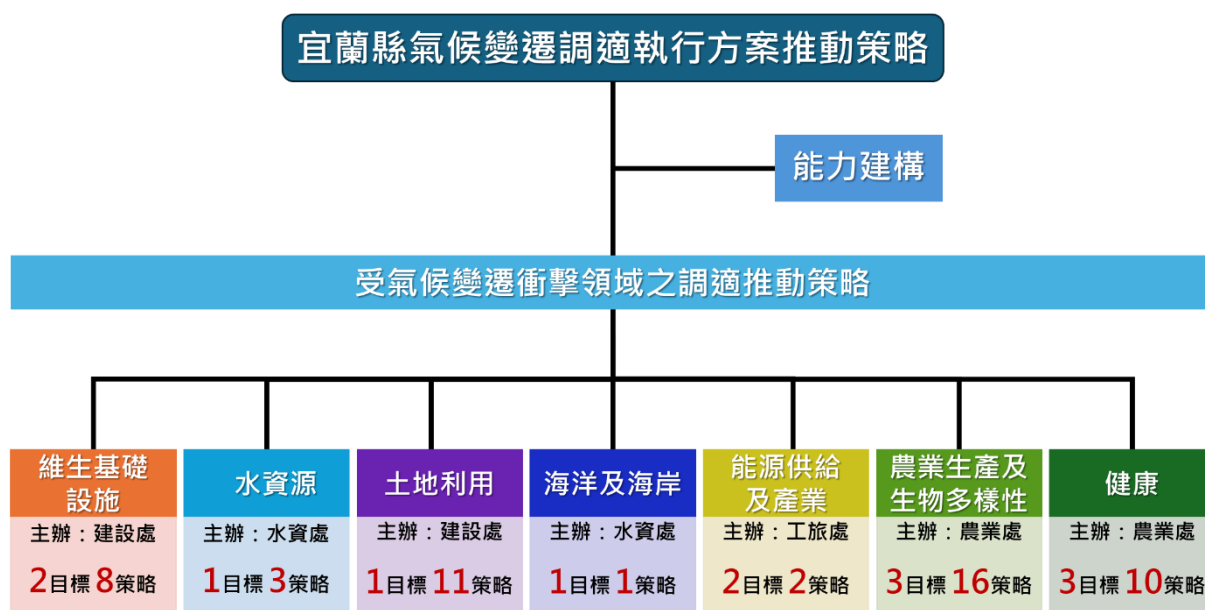 宜蘭縣氣候變遷調適執行方案推動策略
能力建構
受氣候變遷衝擊領域之調適推動策略
維生基礎
設施
主辦：建設處
2目標 8策略
水資源
主辦：水資處
1目標 3策略
土地利用
主辦：建設處
1目標 11策略
海洋及海岸
主辦：水資處
1目標 1策略
能源供給
及產業
主辦：工旅處
2目標 2策略
農業生產及
生物多樣性
主辦：農業處
3目標 16策略
健康
主辦：農業處
3目標 10策略